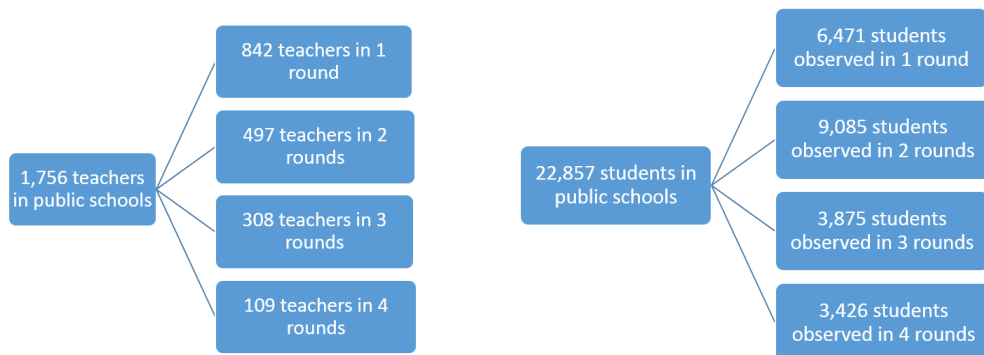 1,756 teachers
in public schools
842 teachers in 1
round
497 teachers in 2
rounds
308 teachers in 3
rounds
109 teachers in 4
rounds
22,857 students in
public schools
6,471 students
observed in 1 round
9,085 students
observed in 2 rounds
3,875 students
observed in 3 rounds
3,426 students
observed in 4 rounds